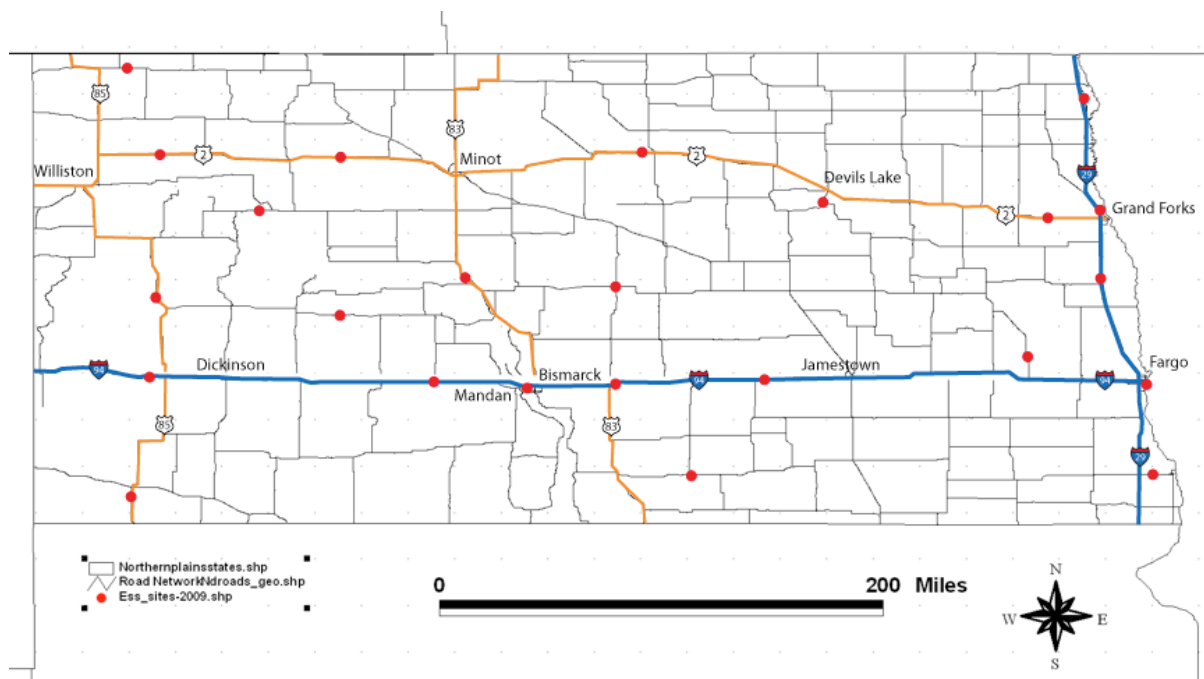 85
83
2
Minot
2
Williston
Devils Lake
29
Grand Forks
2
Dickinson
Jamestown
Fargo
94
Bismarck
94
94
Mandan
85
83
29
Northernplainsstates.shp
Road NetworkNdroads_geo.shp
Ess_sites-2009.shp
0
200 Miles
N
W
E
S